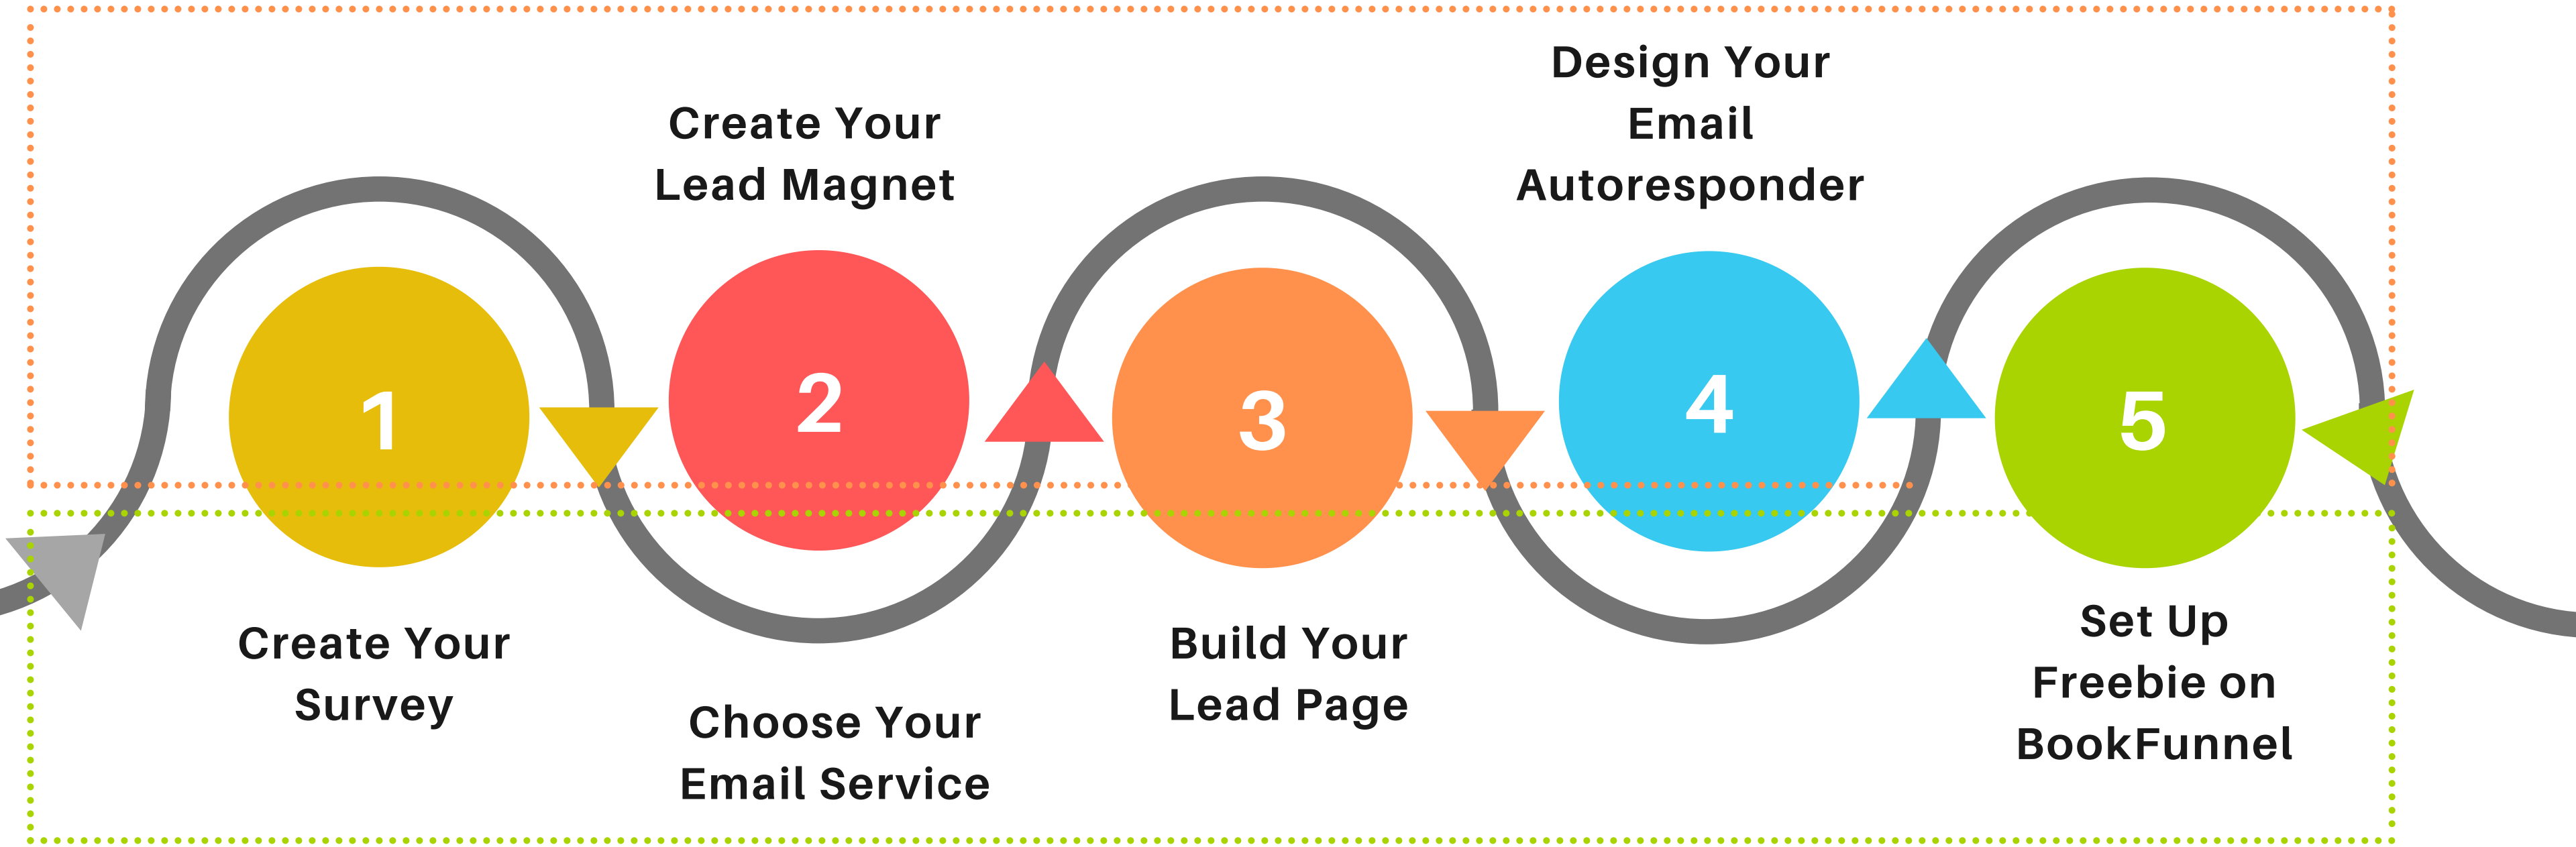 1
Create Your
Survey
Create Your
Lead Magnet
2
Choose Your
Email Service
3
Build Your
Lead Page
Design Your
Email
Autoresponder
4
5
Set Up
Freebie on
BookFunnel